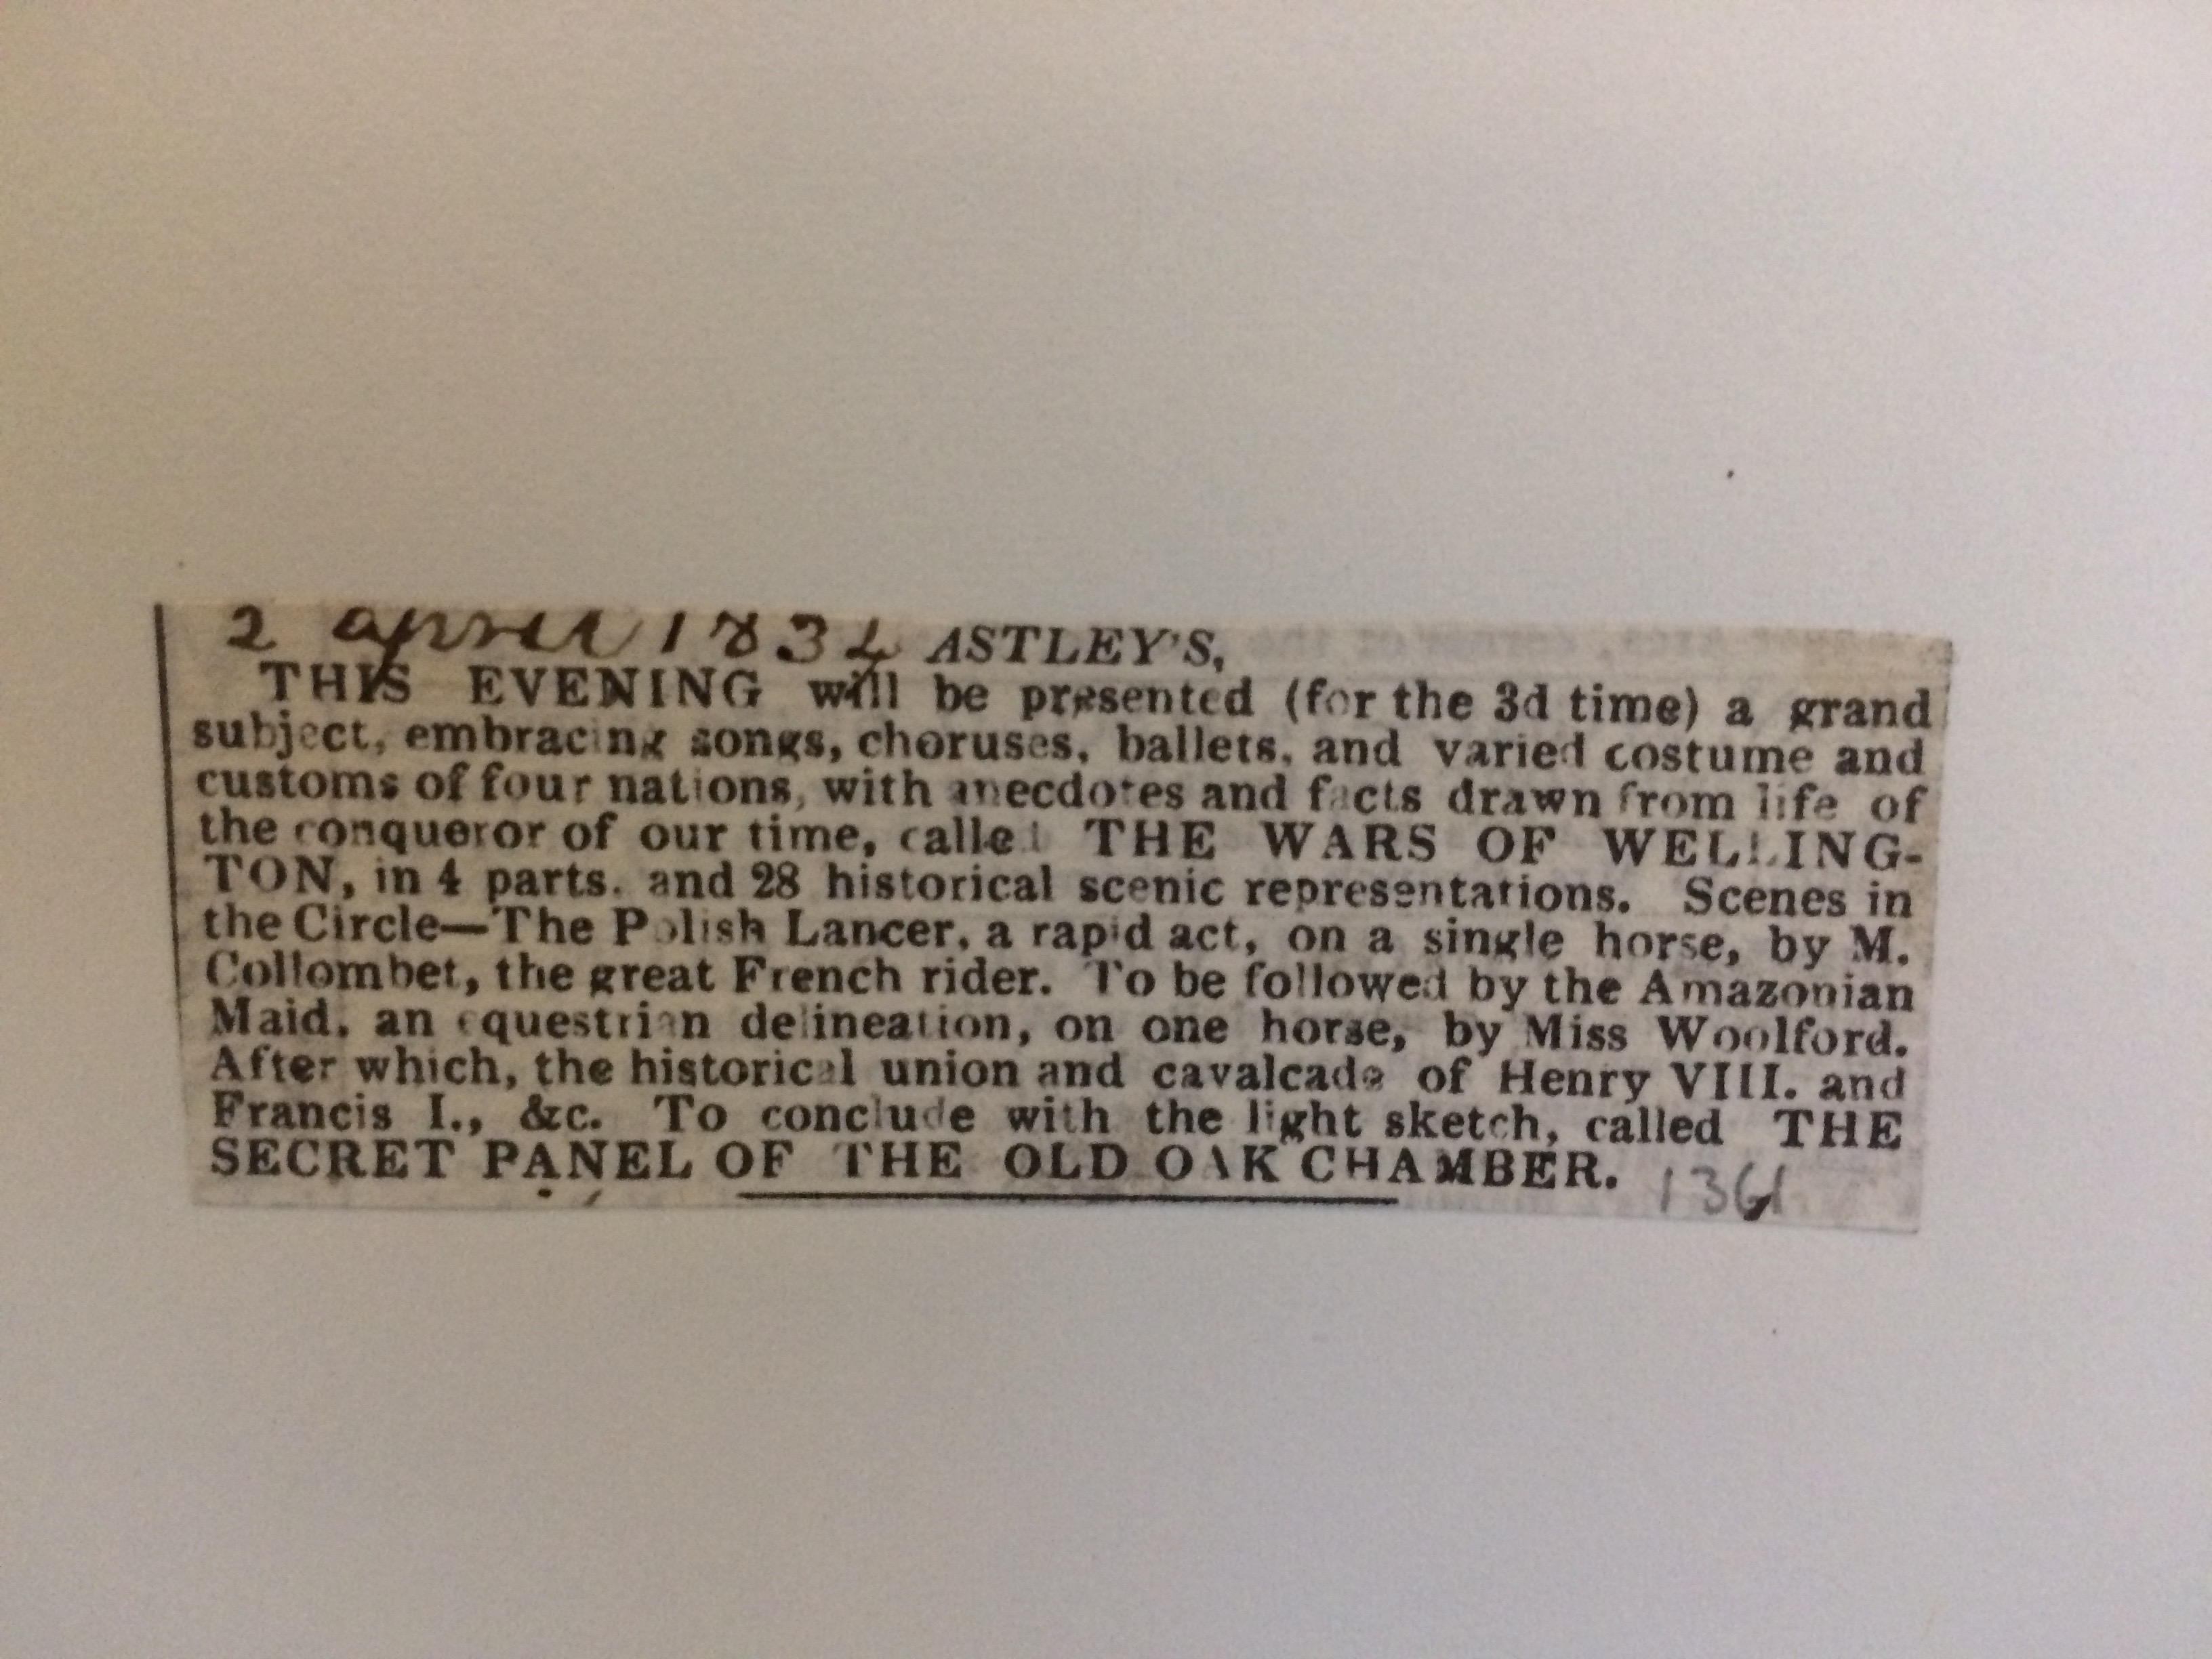 2 april 1832 ASTLEY'S,
THIS EVENING will be presented (for the 3d time) a grand
subject, embracing songs, choruses, ballets, and varied costume and
customs of four nations, with anecdotes and facts drawn from life of
the conqueror of our time, called THE WARS OF WELLING-
TON, in 4 parts. and 28 historical scenic representations. Scenes in
the Circle—The Polish Lancer, a rapid act, on a single horse, by M.
Collombet, the great French rider. To be followed by the Amazonian
Maid, an equestrian delineation, on one horse, by Miss Woolford.
After which, the historical union and cavalcade of Henry VIII. and
Francis I., &c. To conclude with the light sketch, called THE
SECRET PANEL OF THE OLD OAK CHAMBER.
1361